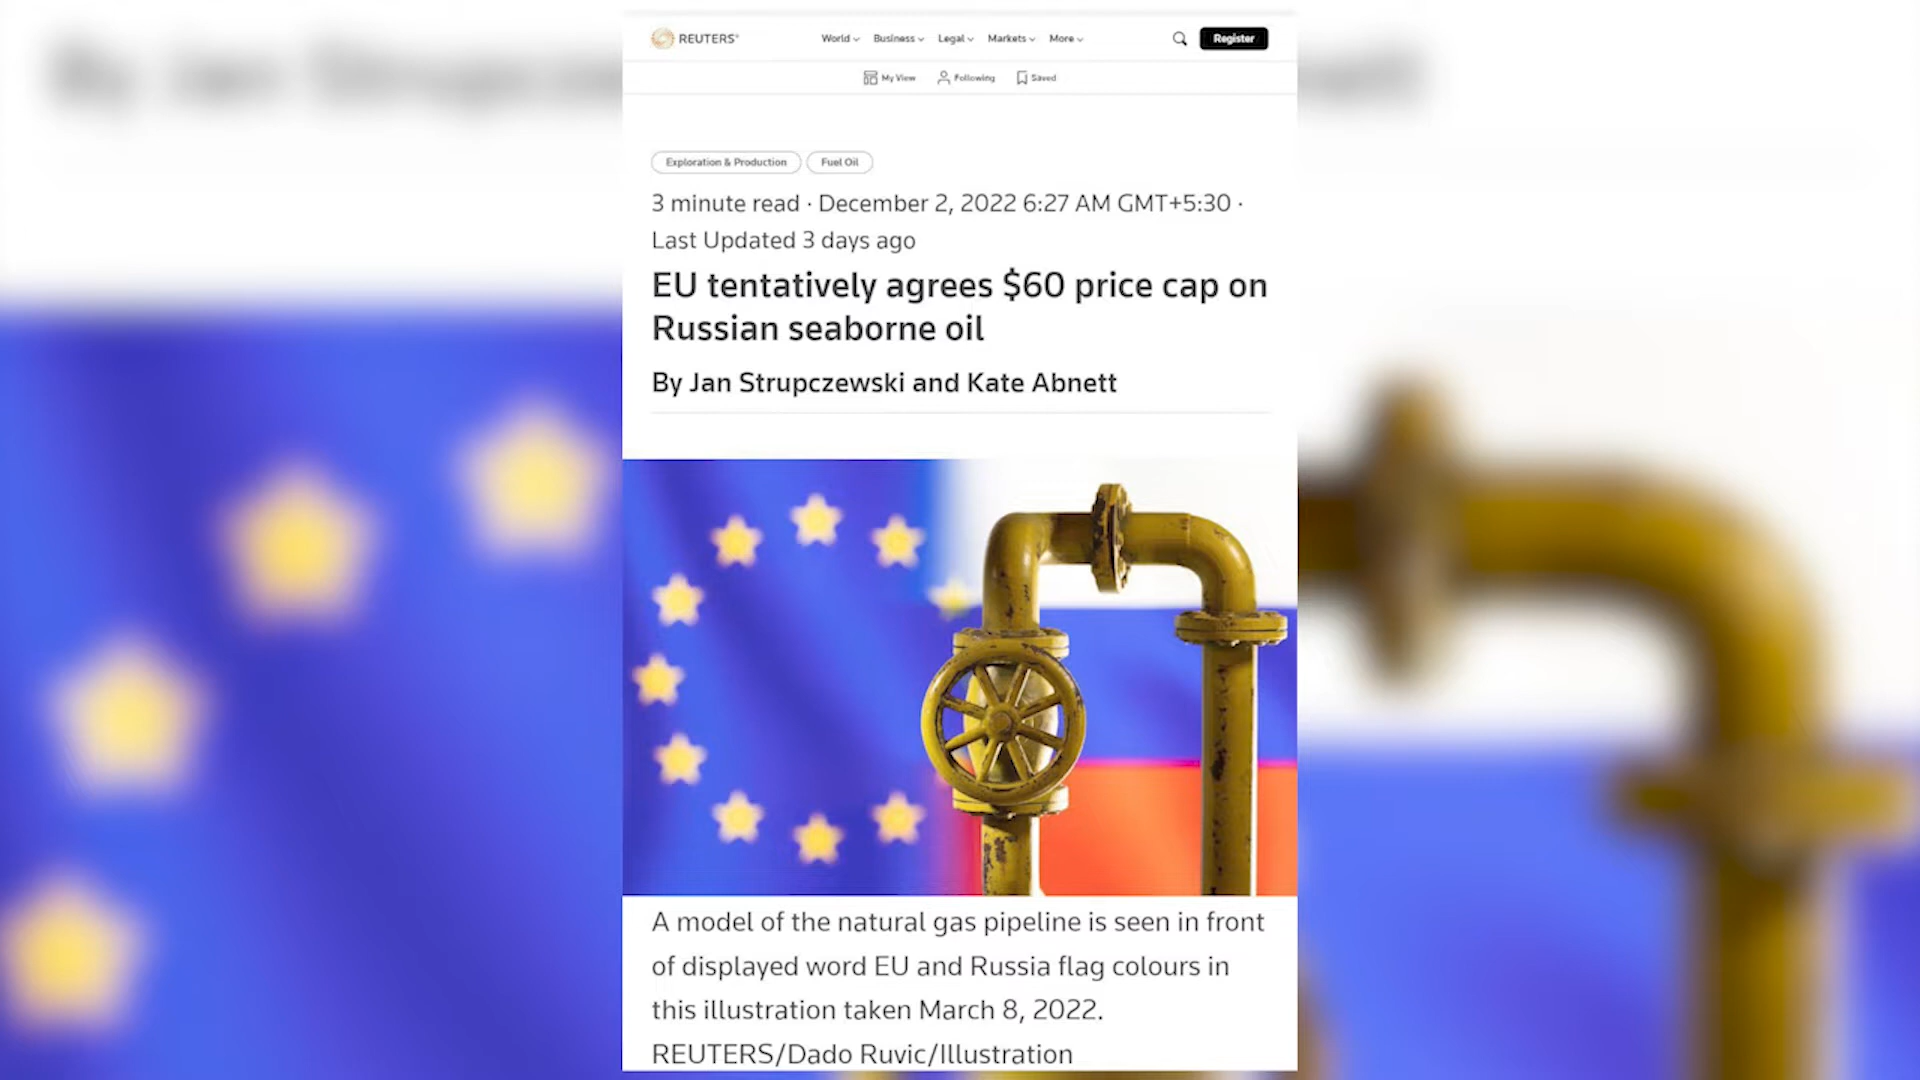 By Jan Strupcze
nett
REUTERS®
World Business Legal Markets More
Register
My View Following Saved
Exploration & Production Fuel Oil
3 minute read · December 2, 2022 6:27 AM GMT+5:30 ·
Last Updated 3 days ago
EU tentatively agrees $60 price cap on
Russian seaborne oil
By Jan Strupczewski and Kate Abnett
A model of the natural gas pipeline is seen in front
of displayed word EU and Russia flag colours in
this illustration taken March 8, 2022.
REUTERS/Dado Ruvic/Illustration